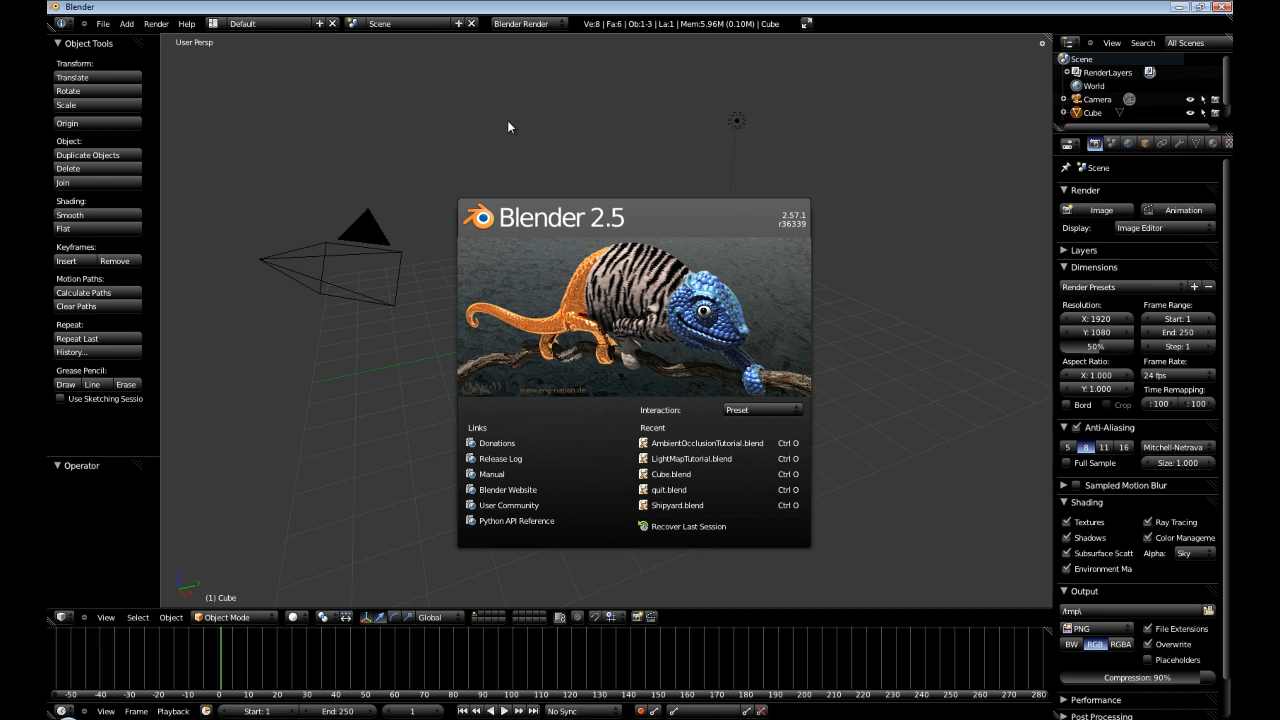 Blender
File Add Render Help Default Scene Blender Render Ve:8 | Fa:6 | Ob:1-3 | La:1 | Mem:5.96M (0.10M) | Cube
Object Tools
Transform:
Translate
Rotate
Scale
Origin
Object:
Duplicate Objects
Delete
Join
Shading:
Smooth
Flat
Keyframes:
Insert Remove
Motion Paths:
Calculate Paths
Clear Paths
Repeat:
Repeat Last
History...
Grease Pencil:
Draw Line Erase
Use Sketching Sessio
Operator
User Persp
Blender 2.5
2.57.1
r36339
Interaction: Preset
Links
Donations
Release Log
Manual
Blender Website
User Community
Python API Reference
Recent
AmbientOcclusionTutorial.blend Ctrl O
LightMapTutorial.blend Ctrl O
Cube.blend Ctrl O
quit.blend Ctrl O
Shipyard.blend Ctrl O
Recover Last Session
(1) Cube
View Select Object Object Mode Global
-50 -40 -30 -20 -10 0 10 20 30 40 50 60 70 80 90 100 110 120 130 140 150 160 170 180 190 200 210 220 230 240 250 260 270 280
View Frame Playback Start: 1 End: 250 1 No Sync
View Search All Scenes
Scene
RenderLayers
World
Camera
Cube
Scene
Render
Image Animation
Display: Image Editor
Layers
Dimensions
Render Presets
Resolution: Frame Range:
X: 1920 Start: 1
Y: 1080 End: 250
50% Step: 1
Aspect Ratio: Frame Rate:
X: 1.000 24 fps
Y: 1.000 Time Remapping:
Bord Crop : 100 : 100
Anti-Aliasing
5 8 11 16 Mitchell-Netrava
Full Sample Size: 1.000
Sampled Motion Blur
Shading
Textures Ray Tracing
Shadows Color Manageme
Subsurface Scatt Alpha: Sky
Environment Ma
Output
/tmp\
PNG File Extensions
BW RGB RGBA Overwrite
Placeholders
Compression: 90%
Performance
Post Processing